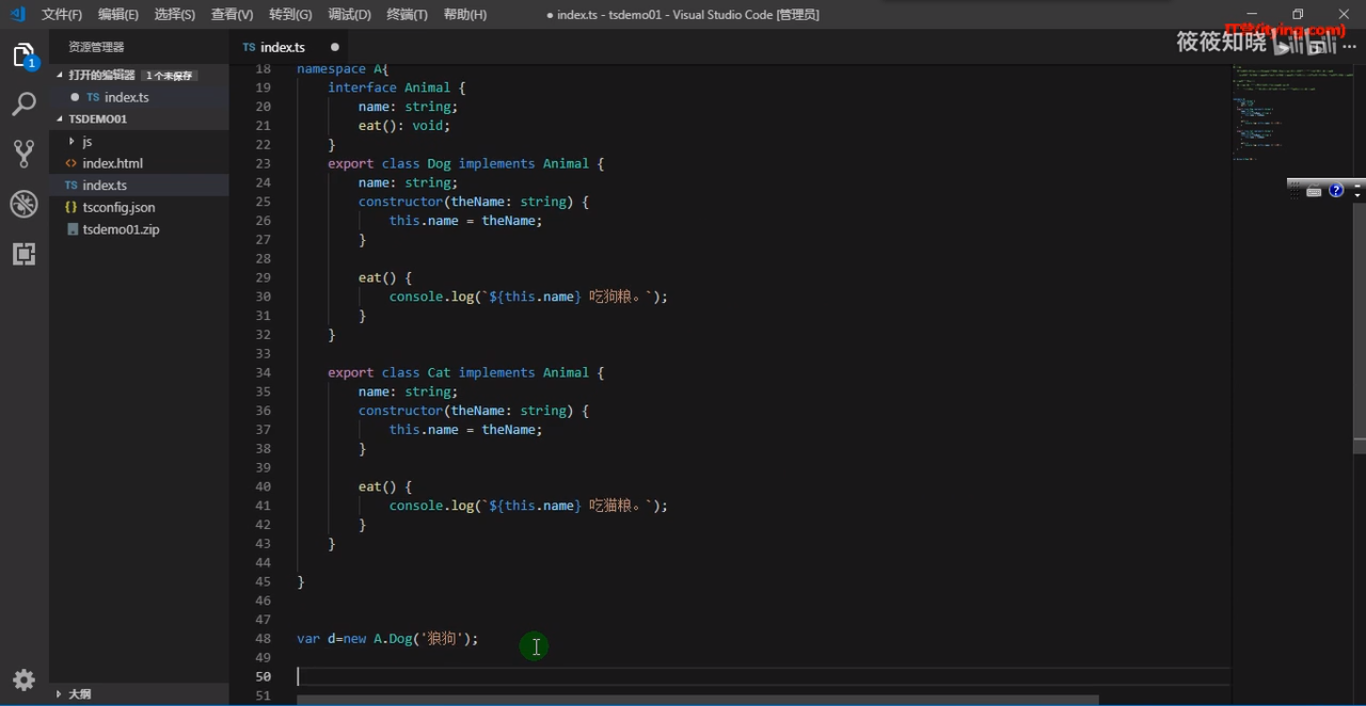 文件(F) 编辑(E) 选择(S) 查看(V) 转到(G) 调试(D) 终端(T) 帮助(H) ● index.ts - tsdemo01 - Visual Studio Code [管理员]
IT营(itying.com)
筱筱知晓 bilibili
资源管理器
TS index.ts ●
打开的编辑器 1 个未保存
● TS index.ts
TSDEMO01
js
<> index.html
TS index.ts
{} tsconfig.json
tsdemo01.zip
大纲
1
18 namespace A{
19     interface Animal {
20         name: string;
21         eat(): void;
22     }
23     export class Dog implements Animal {
24         name: string;
25         constructor(theName: string) {
26             this.name = theName;
27         }
28
29         eat() {
30             console.log(`${this.name} 吃狗粮。`);
31         }
32     }
33
34     export class Cat implements Animal {
35         name: string;
36         constructor(theName: string) {
37             this.name = theName;
38         }
39
40         eat() {
41             console.log(`${this.name} 吃猫粮。`);
42         }
43     }
44
45 }
46
47
48 var d=new A.Dog('狼狗');
49
50
51